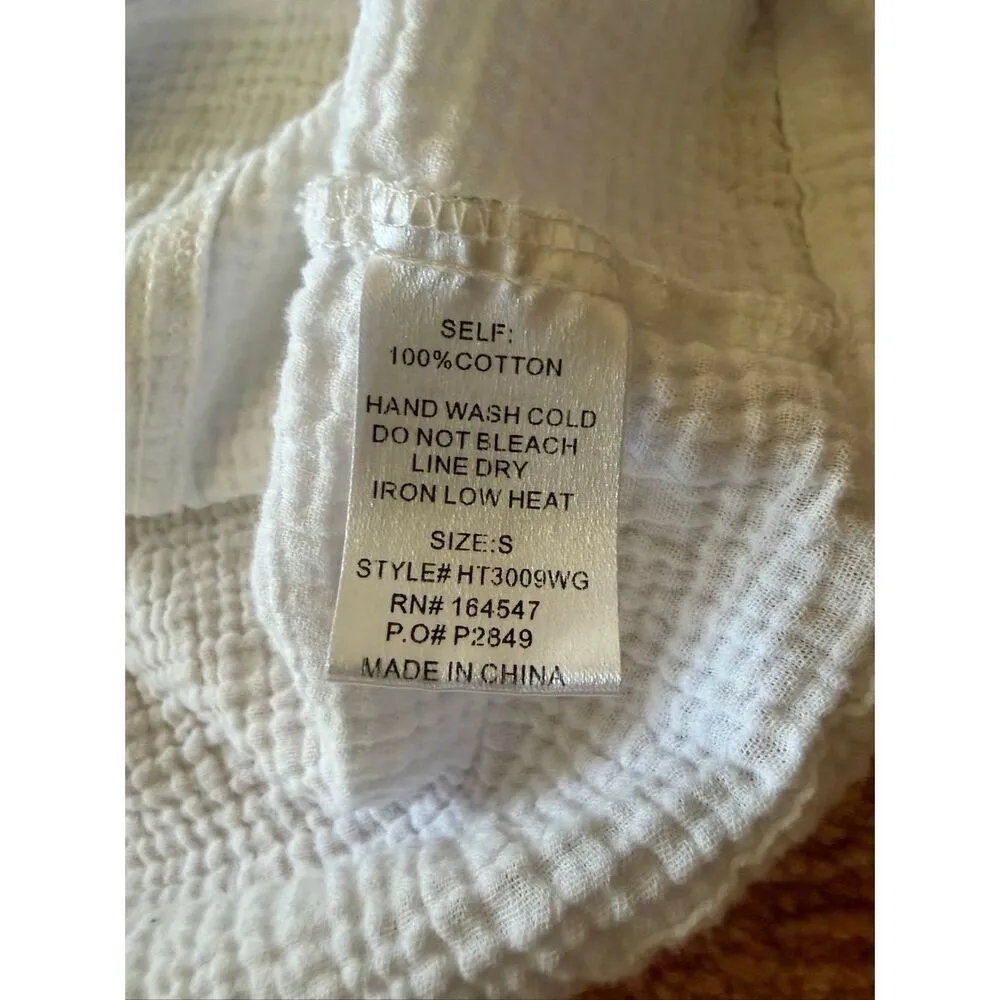 SELF:
100%COTTON
HAND WASH COLD
DO NOT BLEACH
LINE DRY
IRON LOW HEAT
SIZE:S
STYLE# HT3009WG
RN# 164547
P.O# P2849
MADE IN CHINA